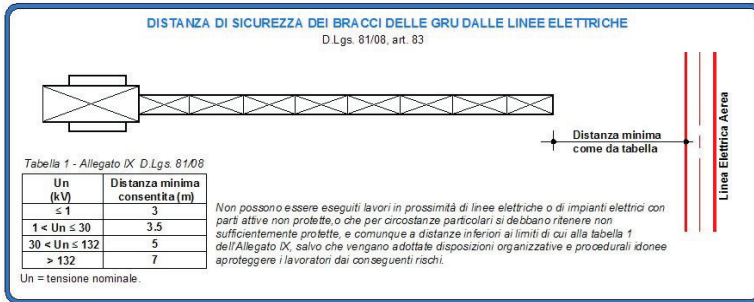 DISTANZA DI SICUREZZA DEI BRACCI DELLE GRU DALLE LINEE ELETTRICHE
D.Lgs. 81/08, art. 83
Distanza minima
come da tabella
Linea Elettrica Aerea
Tabella 1 - Allegato IX D.Lgs. 81/08
Un
(kV)
Distanza minima
consentita (m)
≤ 1
3
1 < Un ≤ 30
3.5
30 < Un ≤ 132
5
> 132
7
Un = tensione nominale.
Non possono essere eseguiti lavori in prossimità di linee elettriche o di impianti elettrici con
parti attive non protette,o che per circostanze particolari si debbano ritenere non
sufficientemente protette, e comunque a distanze inferiori ai limiti di cui alla tabella 1
dell'Allegato IX, salvo che vengano adottate disposizioni organizzative e procedurali idonee
aproteggere i lavoratori dai conseguenti rischi.